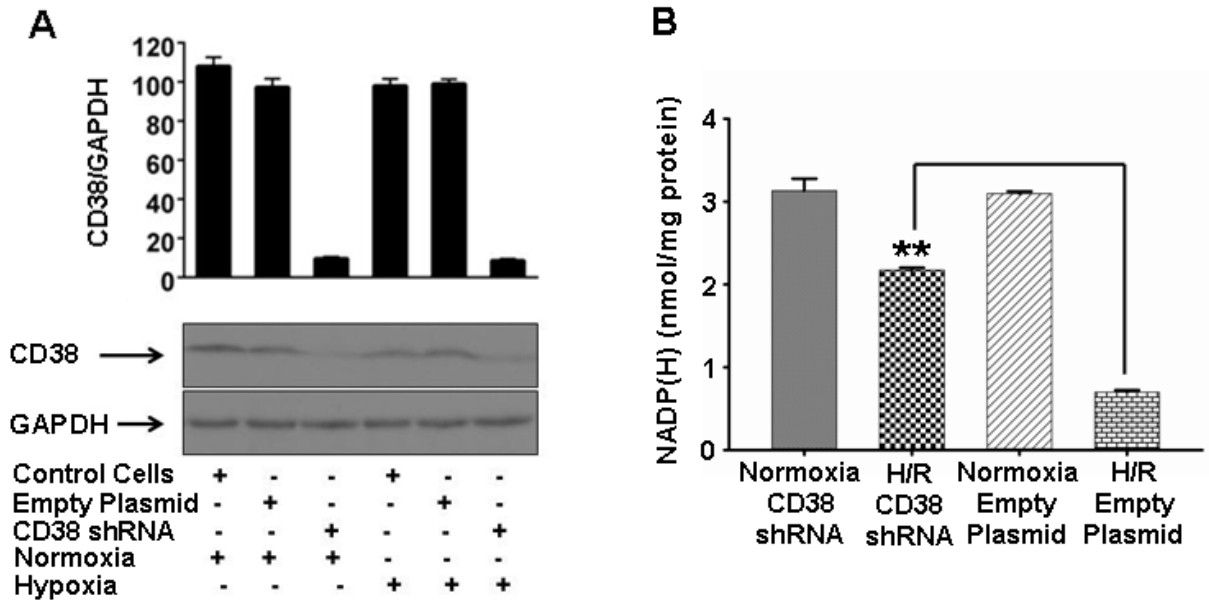 A
120
100
80
60
40
20
0
CD38/GAPDH
CD38
GAPDH
Control Cells + - - + - -
Empty Plasmid - + - - + -
CD38 shRNA - - + - - +
Normoxia + + + - - -
Hypoxia - - - + + +
B
4
3
2
1
0
NADP(H) (nmol/mg protein)
**
Normoxia CD38 shRNA
H/R CD38 shRNA
Normoxia Empty Plasmid
H/R Empty Plasmid